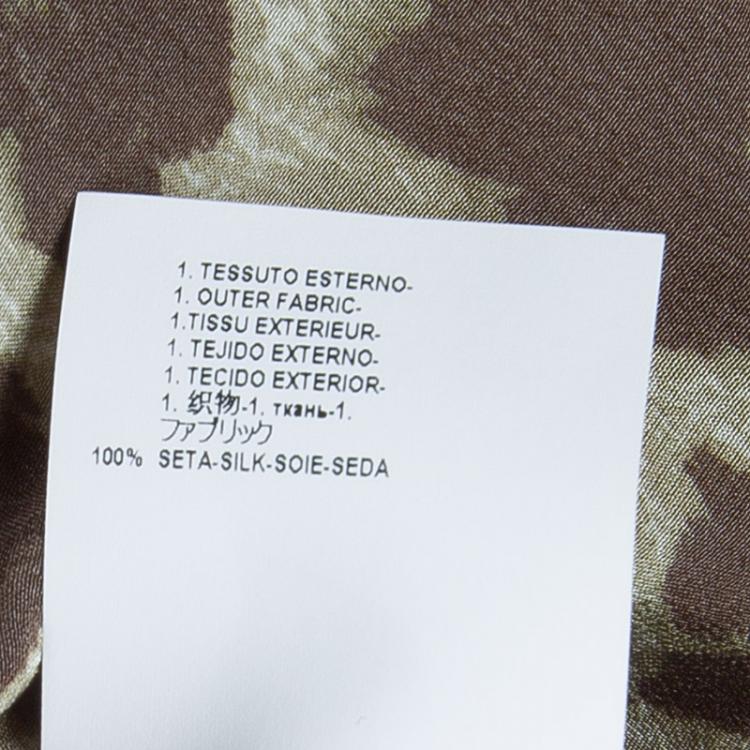 1. TESSUTO ESTERNO-
1. OUTER FABRIC-
1.TISSU EXTERIEUR-
1. TEJIDO EXTERNO-
1. TECIDO EXTERIOR-
1. 织物-1. ткань-1.
ファブリック
100% SETA-SILK-SOIE-SEDA